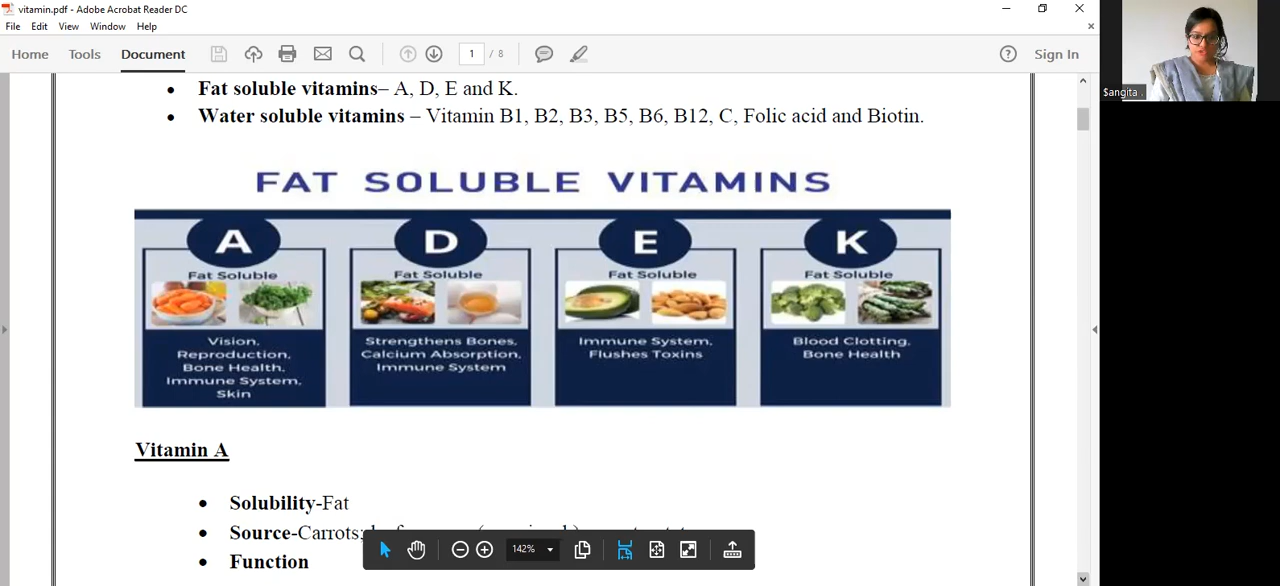 vitamin.pdf - Adobe Acrobat Reader DC
File Edit View Window Help
Home Tools Document 1 / 8 Sign In
Sangita .
• Fat soluble vitamins– A, D, E and K.
• Water soluble vitamins – Vitamin B1, B2, B3, B5, B6, B12, C, Folic acid and Biotin.
FAT SOLUBLE VITAMINS
A D E K
Fat Soluble Fat Soluble Fat Soluble Fat Soluble
Vision, Strengthens Bones, Immune System, Blood Clotting,
Reproduction, Calcium Absorption, Flushes Toxins Bone Health
Bone Health, Immune System
Immune System,
Skin
Vitamin A
• Solubility-Fat
• Source-Carrots;
• Function
142%